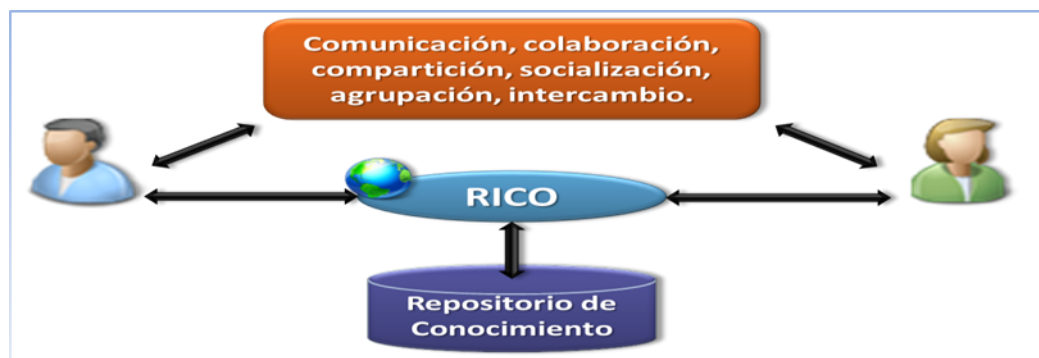 Comunicación, colaboración,
compartición, socialización,
agrupación, intercambio.
RICO
Repositorio de
Conocimiento